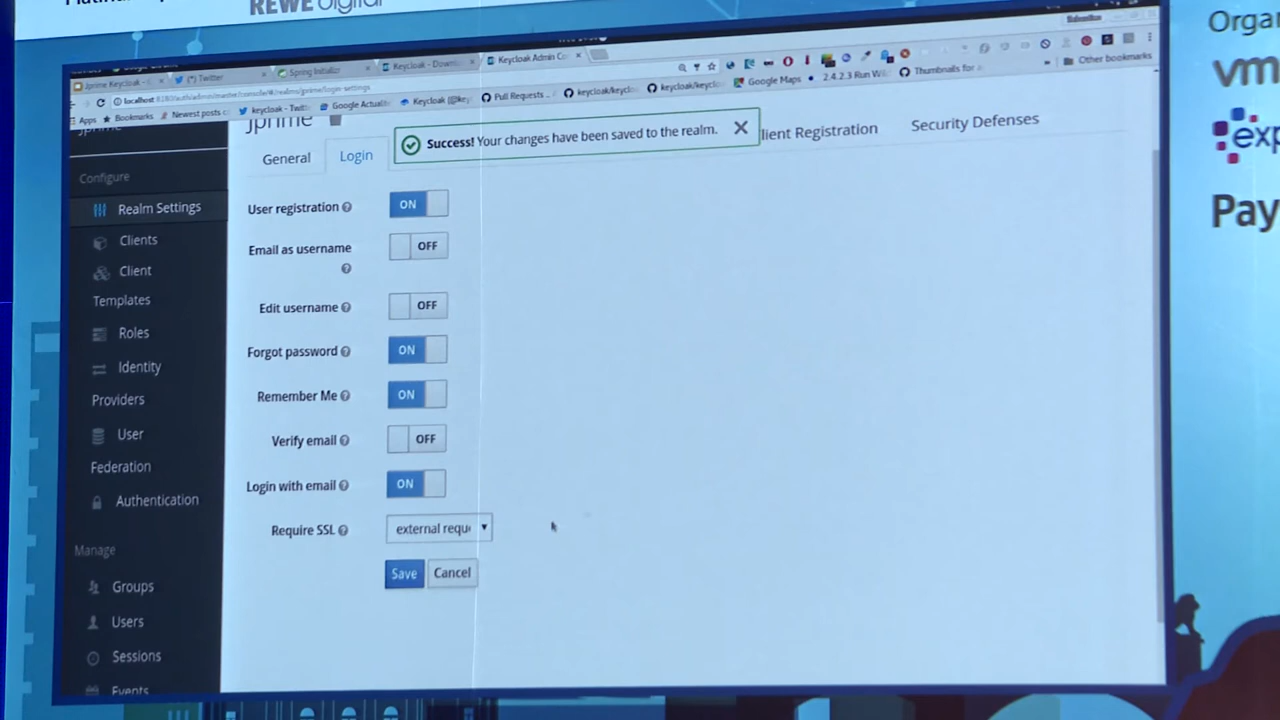 REWE Digital
Jprime Keycloak -
(*) Twitter
Spring Initializ
Keycloak - Down
Keycloak Admin Co
localhost:8180/auth/admin/master/console/#/realms/jprime/login-settings
Apps
Bookmarks
Newest posts
keycloak - Twitt
Google Actuali
Keycloak (@key
Pull Requests
keycloak/keyclo
keycloak/keyclo
Google Maps
2.4.2.3 Run Wil
Thumbnails for
Other bookmarks
Jprime
Success! Your changes have been saved to the realm.
General
Login
lient Registration
Security Defenses
Configure
Realm Settings
Clients
Client
Templates
Roles
Identity
Providers
User
Federation
Authentication
Manage
Groups
Users
Sessions
Events
User registration
ON
Email as username
OFF
Edit username
OFF
Forgot password
ON
Remember Me
ON
Verify email
OFF
Login with email
ON
Require SSL
external reque
Save
Cancel
Orga
vm
exp
Pay